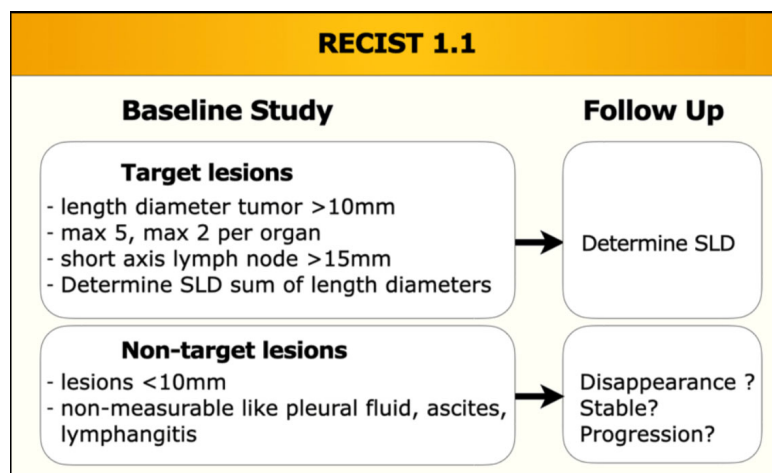 RECIST 1.1
Baseline Study
Follow Up
Target lesions
- length diameter tumor >10mm
- max 5, max 2 per organ
- short axis lymph node >15mm
- Determine SLD sum of length diameters
Determine SLD
Non-target lesions
- lesions <10mm
- non-measurable like pleural fluid, ascites,
lymphangitis
Disappearance ?
Stable?
Progression?